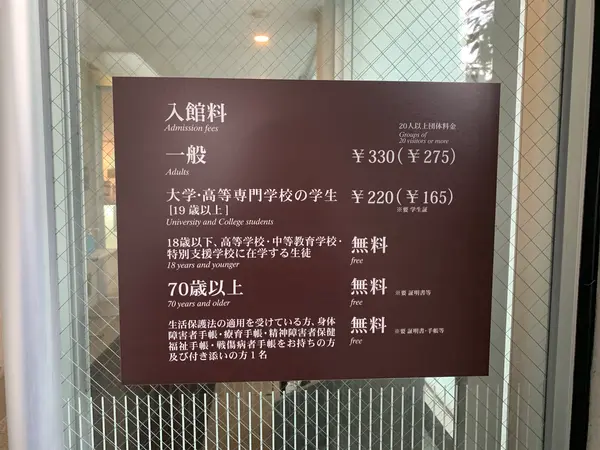 入館料
Admission fees
20人以上団体料金
Groups of
20 visitors or more
一般 ¥330(¥275)
Adults
大学・高等専門学校の学生 ¥220(¥165)
[19歳以上] ※要 学生証
University and College students
18歳以下、高等学校・中等教育学校・
特別支援学校に在学する生徒 無料
18 years and younger free
70歳以上 無料 ※要 証明書等
70 years and older free
生活保護法の適用を受けている方、身体
障害者手帳・療育手帳・精神障害者保健 無料 ※要 証明書・手帳等
福祉手帳・戦傷病者手帳をお持ちの方 free
及び付き添いの方1名